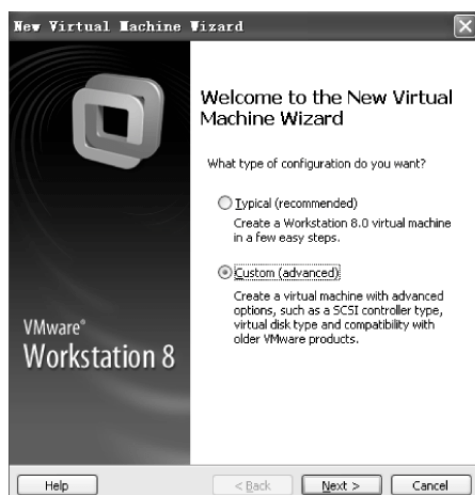 New Virtual Machine Wizard
Welcome to the New Virtual
Machine Wizard
What type of configuration do you want?
Typical (recommended)
Create a Workstation 8.0 virtual machine
in a few easy steps.
Custom (advanced)
Create a virtual machine with advanced
options, such as a SCSI controller type,
virtual disk type and compatibility with
older VMware products.
VMware®
Workstation 8
Help
< Back
Next >
Cancel